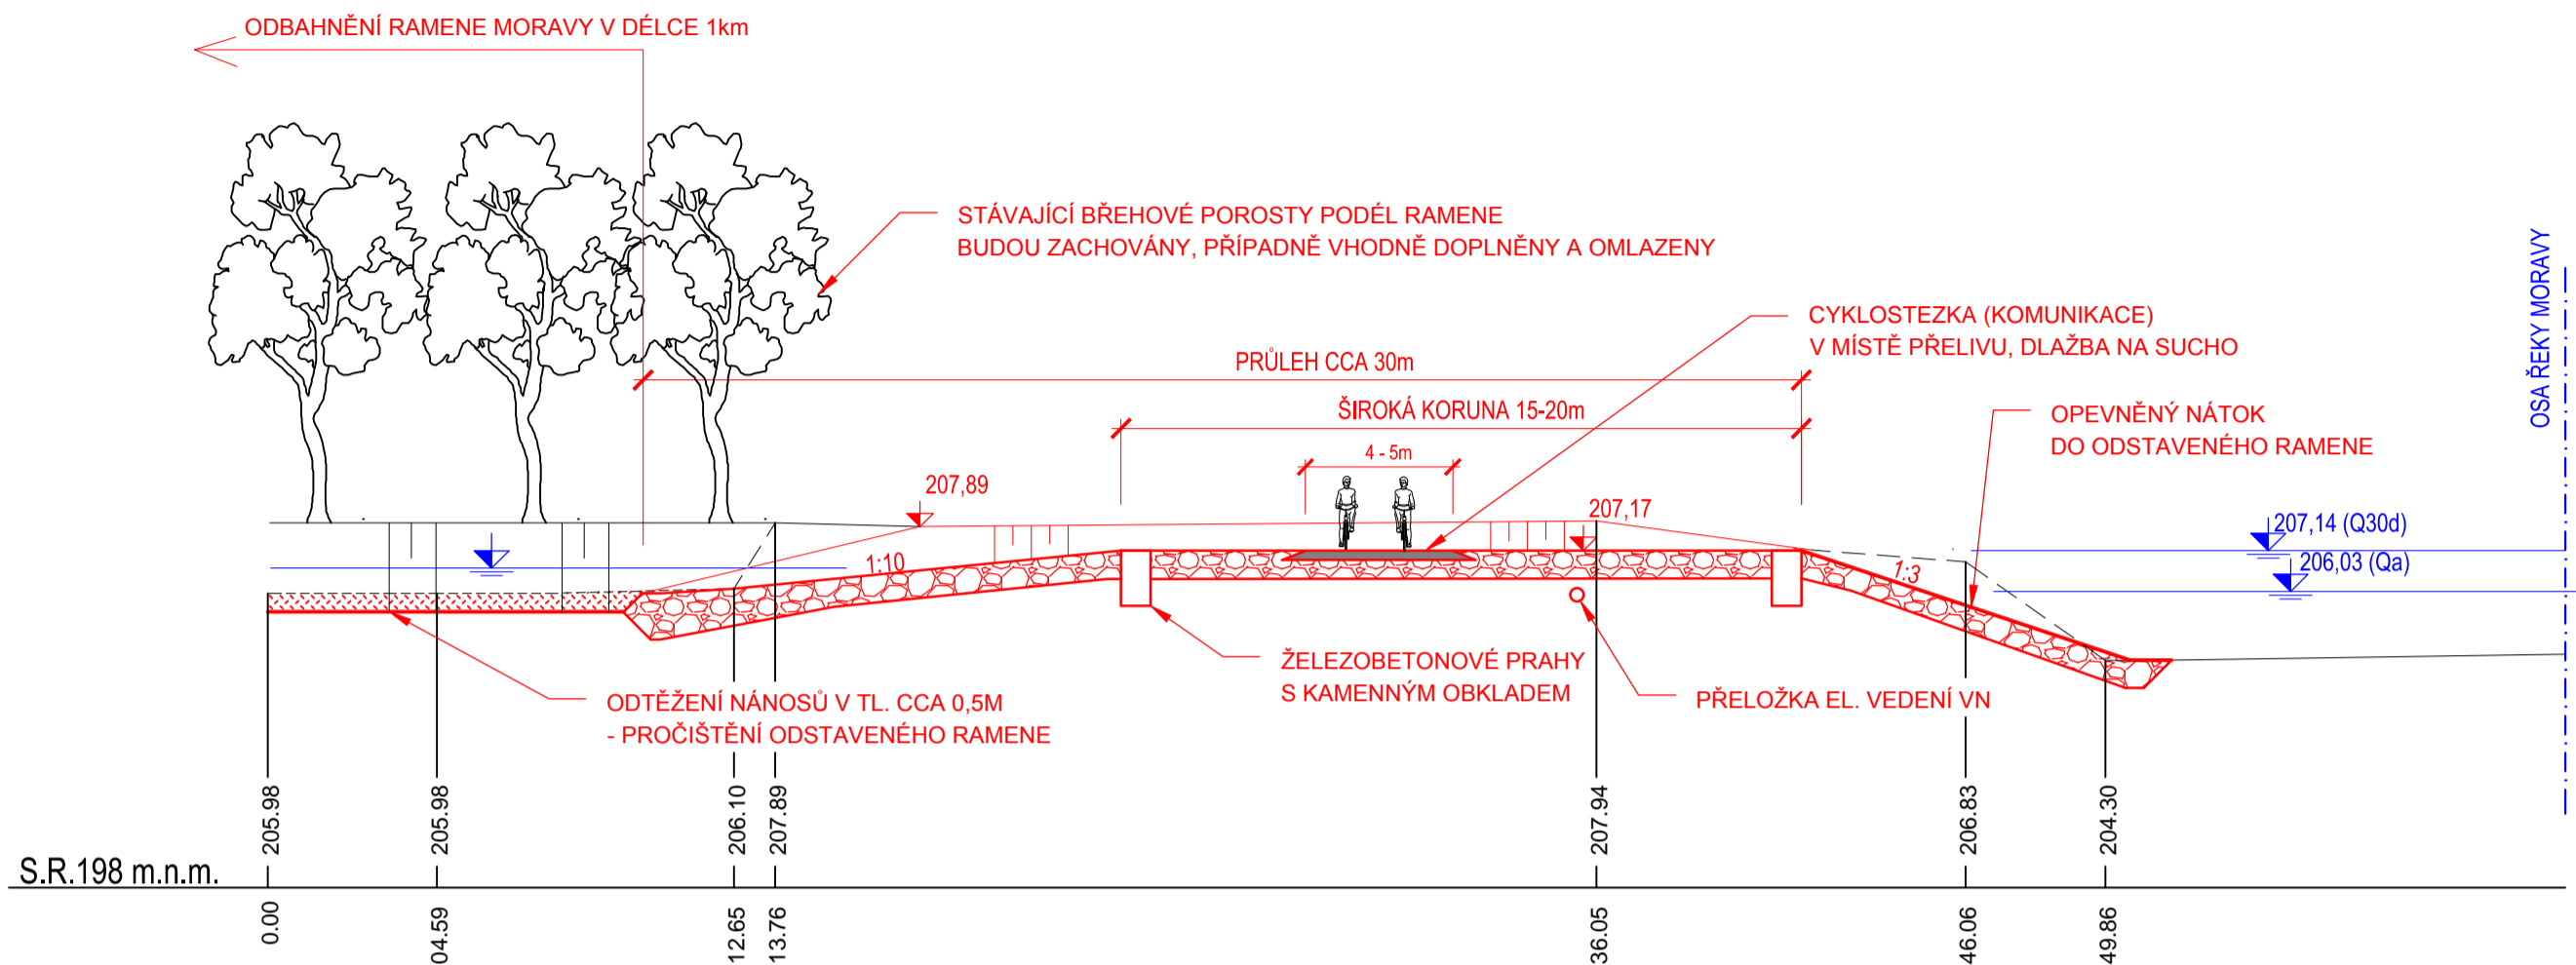 ODBAHNĚNÍ RAMENE MORAVY V DÉLCE 1km
STÁVAJÍCÍ BŘEHOVÉ POROSTY PODÉL RAMENE
BUDOU ZACHOVÁNY, PŘÍPADNĚ VHODNĚ DOPLNĚNY A OMLAZENY
OSA ŘEKY MORAVY
CYKLOSTEZKA (KOMUNIKACE)
V MÍSTĚ PŘELIVU, DLAŽBA NA SUCHO
PRŮLEH CCA 30m
ŠIROKÁ KORUNA 15-20m
OPEVNĚNÝ NÁTOK
DO ODSTAVENÉHO RAMENE
4 - 5m
207,89
207,17
207,14 (Q30d)
206,03 (Qa)
1:10
1:3
ŽELEZOBETONOVÉ PRAHY
S KAMENNÝM OBKLADEM
PŘELOŽKA EL. VEDENÍ VN
ODTĚŽENÍ NÁNOSŮ V TL. CCA 0,5M
- PROČIŠTĚNÍ ODSTAVENÉHO RAMENE
205.98
205.98
206.10
207.89
207.94
206.83
204.30
S.R.198 m.n.m.
0.00
04.59
12.65
13.76
36.05
46.06
49.86